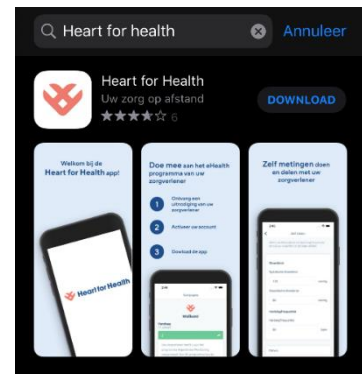 Heart for health
Annuleer
Heart for Health
Uw zorg op afstand
6
DOWNLOAD
Welkom bij de
Heart for Health app!
Heart for Health
Doe mee aan het eHealth
programma van uw
zorgverlener
1 Ontvang een
uitnodiging van uw
zorgverlener
2 Activeer uw account
3 Download de app
Welkom!
Zelf metingen doen
en delen met uw
zorgverlener